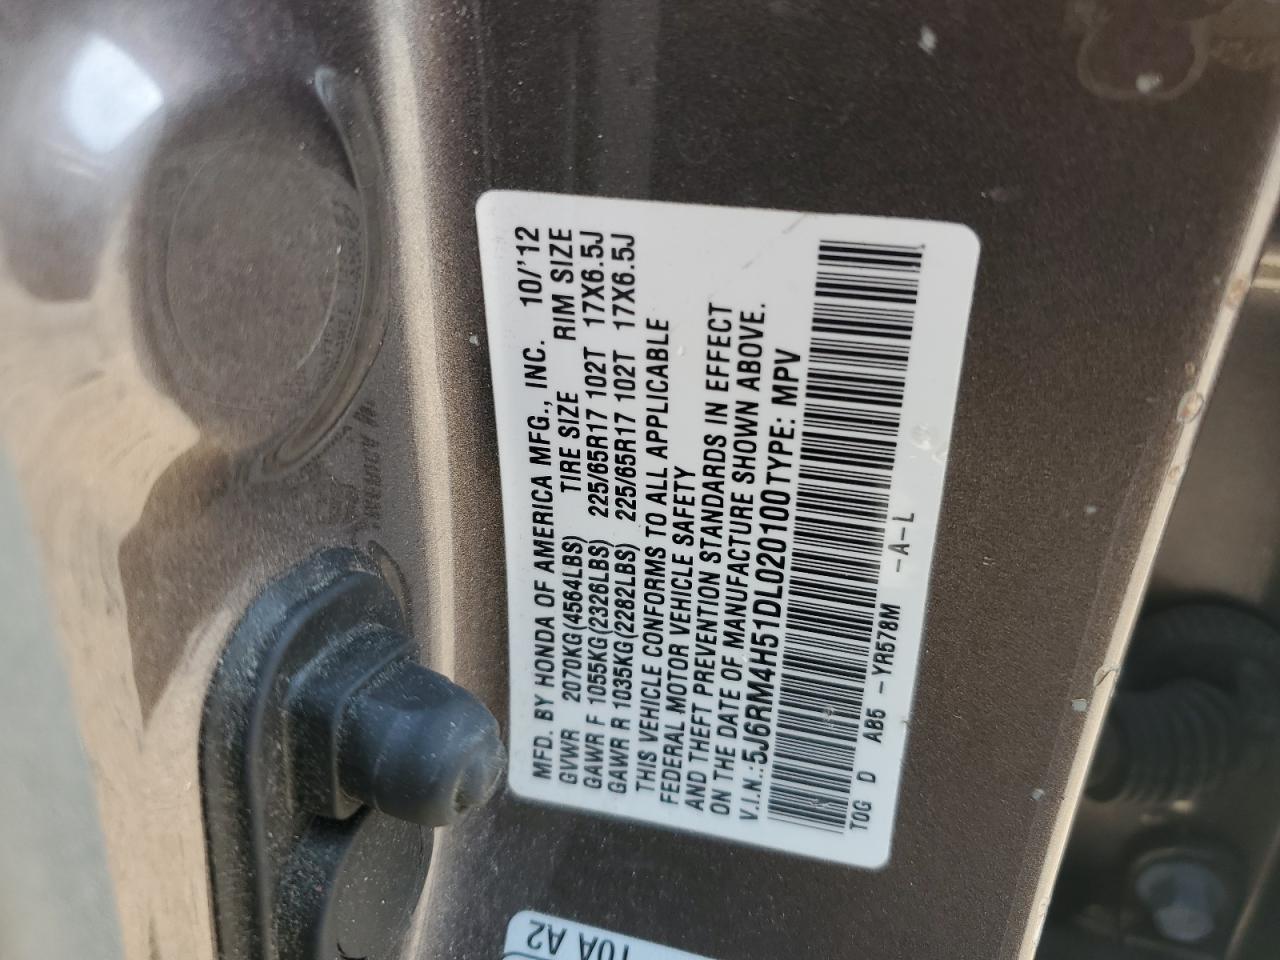 MFD. BY HONDA OF AMERICA MFG., INC. 10/'12
GVWR 2070KG(4564LBS) TIRE SIZE RIM SIZE
GAWR F 1055KG(2326LBS) 225/65R17 102T 17X6.5J
GAWR R 1035KG(2282LBS) 225/65R17 102T 17X6.5J
THIS VEHICLE CONFORMS TO ALL APPLICABLE
FEDERAL MOTOR VEHICLE SAFETY
AND THEFT PREVENTION STANDARDS IN EFFECT
ON THE DATE OF MANUFACTURE SHOWN ABOVE.
V.I.N.:5J6RM4H51DL020100 TYPE: MPV
TOG D AB5 -YR578M -A-L
10A A2